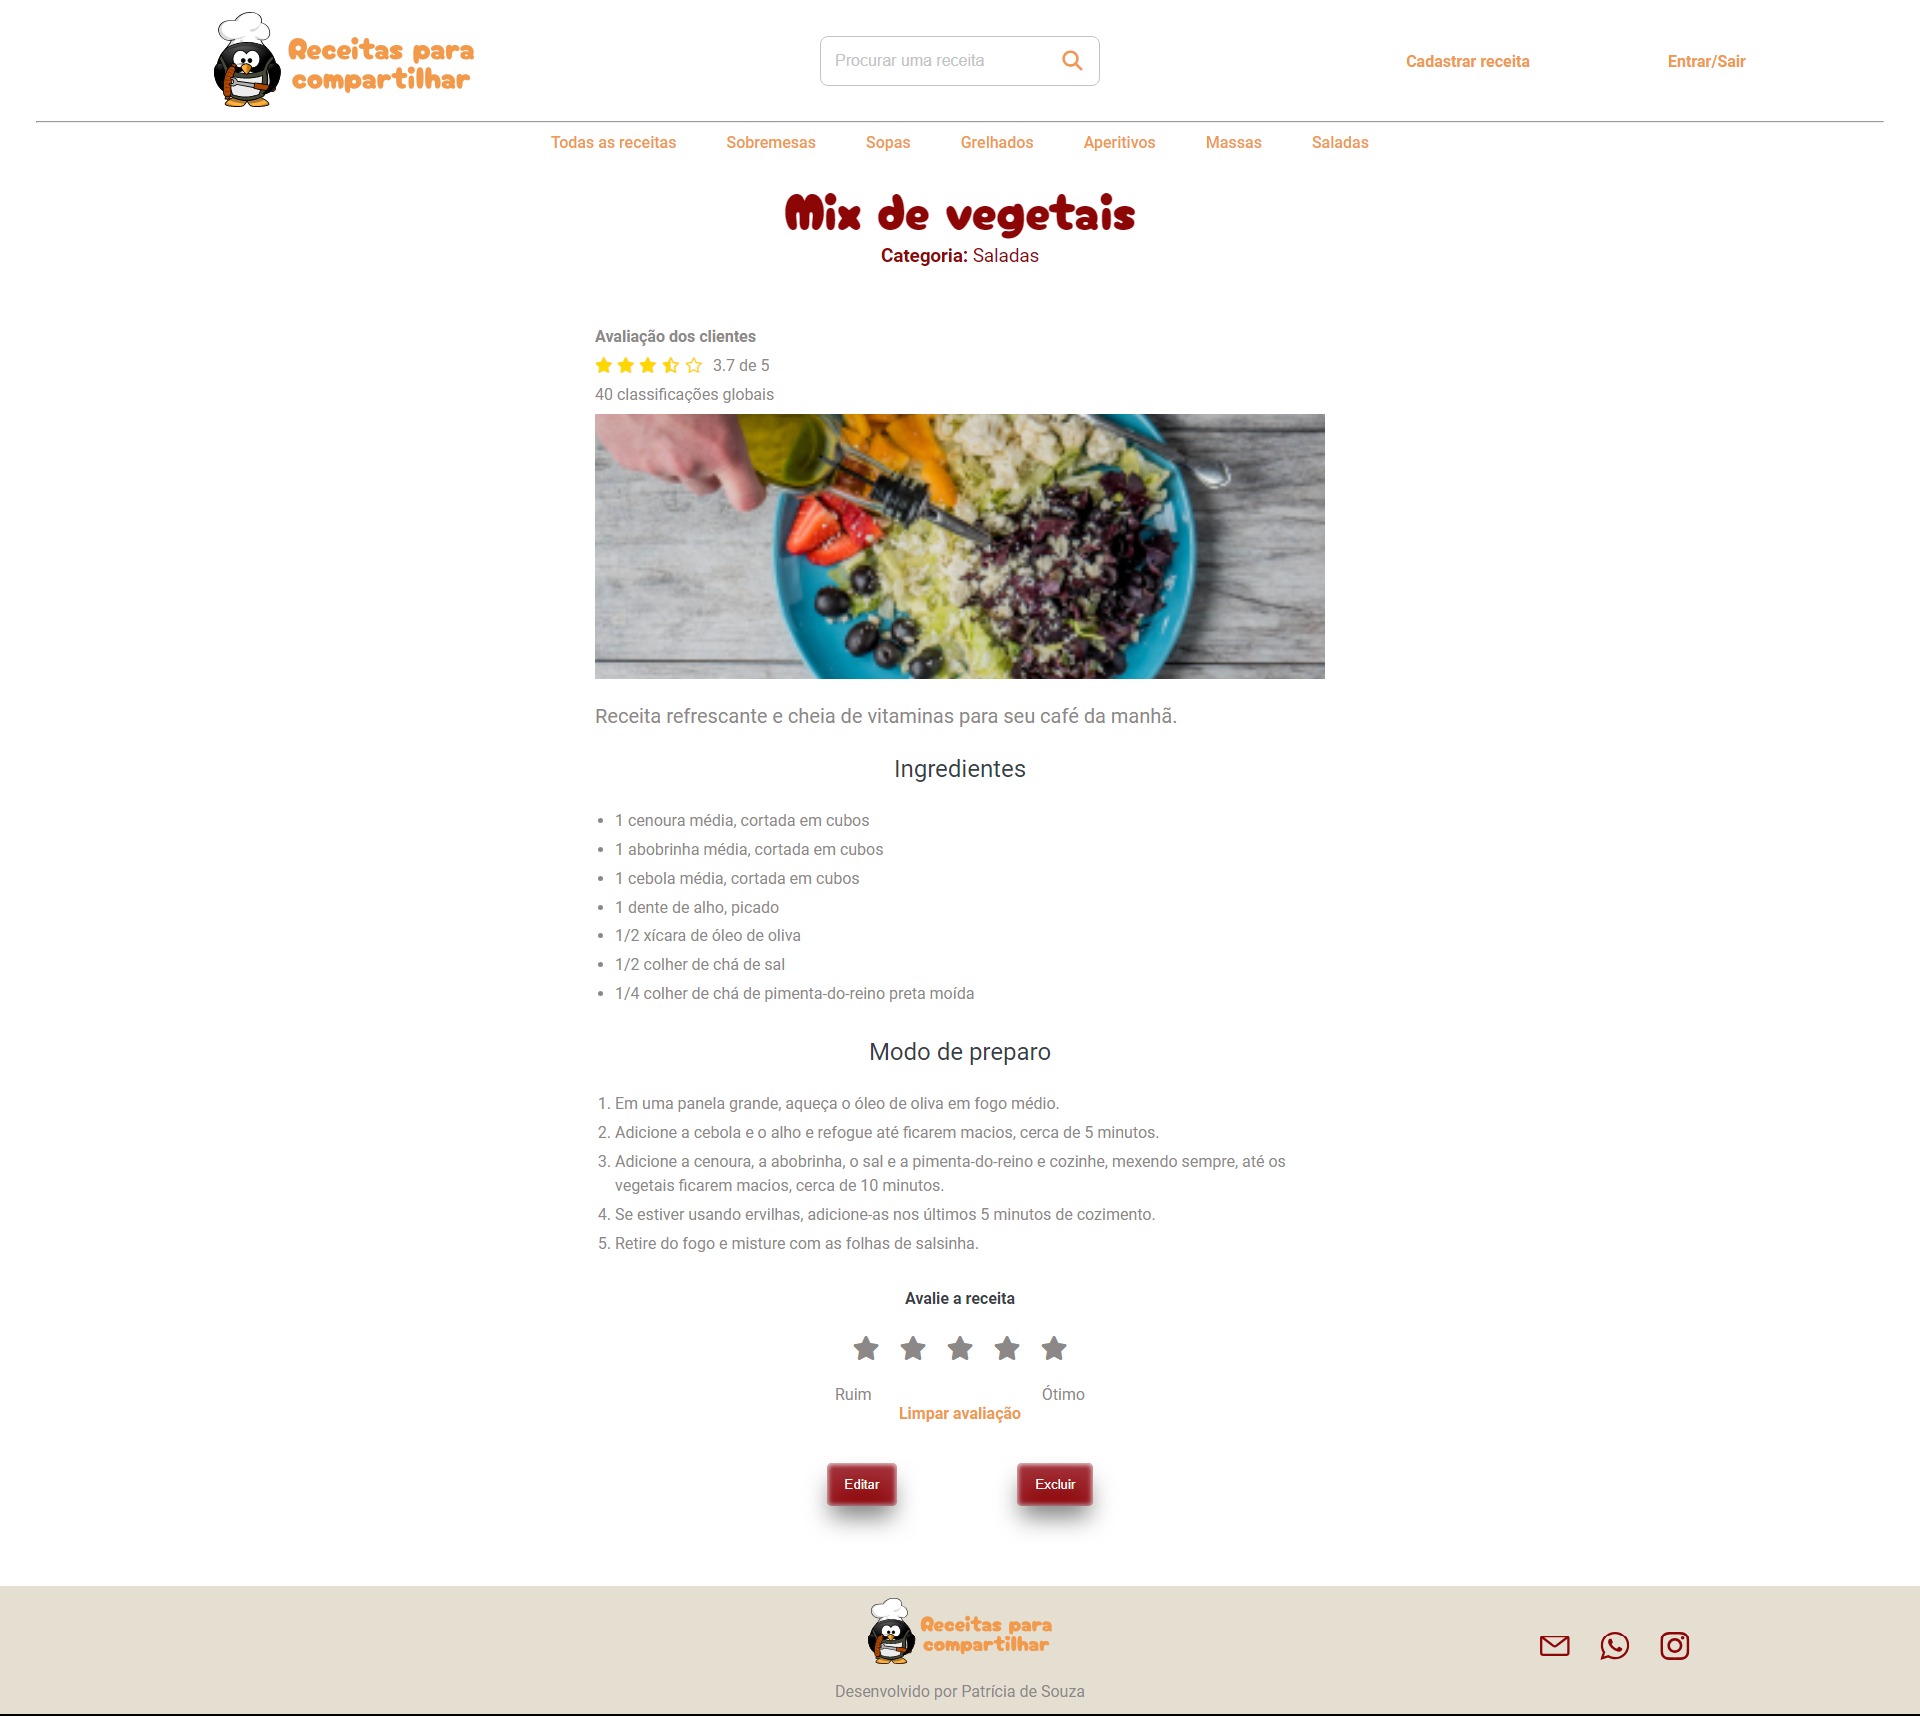 Receitas para
compartilhar
Procurar uma receita
Cadastrar receita
Entrar/Sair
Todas as receitas Sobremesas Sopas Grelhados Aperitivos Massas Saladas
Mix de vegetais
Categoria: Saladas
Avaliação dos clientes
3.7 de 5
40 classificações globais
Receita refrescante e cheia de vitaminas para seu café da manhã.
Ingredientes
• 1 cenoura média, cortada em cubos
• 1 abobrinha média, cortada em cubos
• 1 cebola média, cortada em cubos
• 1 dente de alho, picado
• 1/2 xícara de óleo de oliva
• 1/2 colher de chá de sal
• 1/4 colher de chá de pimenta-do-reino preta moída
Modo de preparo
1. Em uma panela grande, aqueça o óleo de oliva em fogo médio.
2. Adicione a cebola e o alho e refogue até ficarem macios, cerca de 5 minutos.
3. Adicione a cenoura, a abobrinha, o sal e a pimenta-do-reino e cozinhe, mexendo sempre, até os
vegetais ficarem macios, cerca de 10 minutos.
4. Se estiver usando ervilhas, adicione-as nos últimos 5 minutos de cozimento.
5. Retire do fogo e misture com as folhas de salsinha.
Avalie a receita
Ruim Ótimo
Limpar avaliação
Editar Excluir
Receitas para
compartilhar
Desenvolvido por Patrícia de Souza